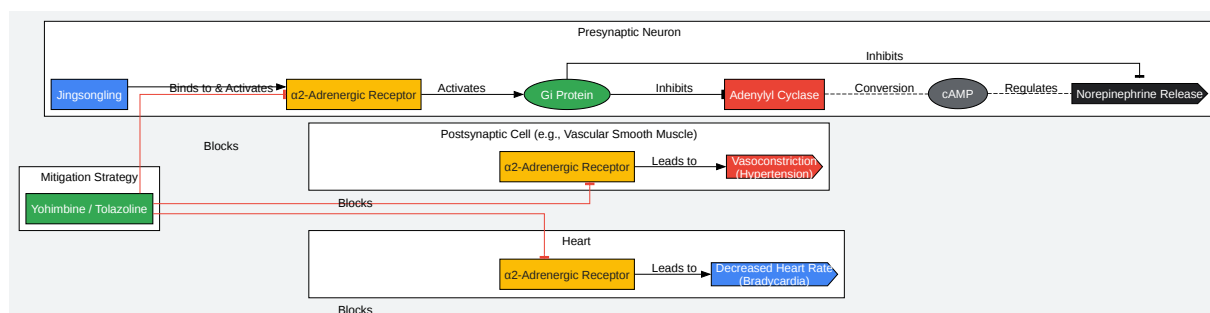 Presynaptic Neuron
Inhibits
Jingsongling
Binds to & Activates
α2-Adrenergic Receptor
Activates
Gi Protein
Inhibits
Adenylyl Cyclase
Conversion
cAMP
Regulates
Norepinephrine Release
Postsynaptic Cell (e.g., Vascular Smooth Muscle)
Blocks
α2-Adrenergic Receptor
Leads to
Vasoconstriction
(Hypertension)
Mitigation Strategy
Yohimbine / Tolazoline
Blocks
Heart
α2-Adrenergic Receptor
Leads to
Decreased Heart Rate
(Bradycardia)
Blocks